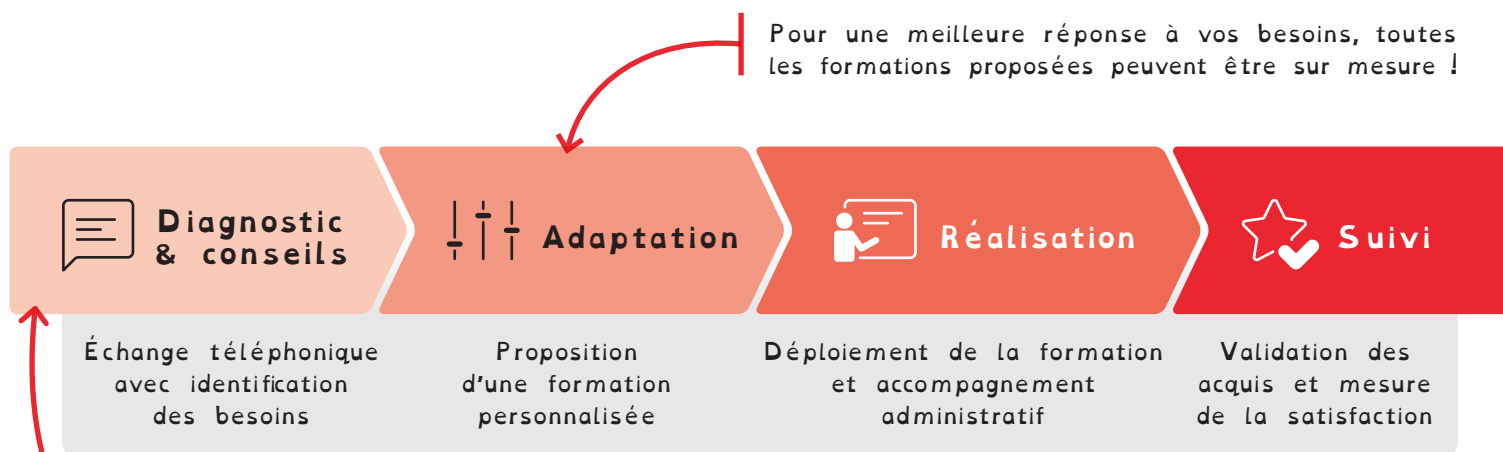 Pour une meilleure réponse à vos besoins, toutes
les formations proposées peuvent être sur mesure !
Diagnostic
& conseils
Adaptation
Réalisation
Suivi
Échange téléphonique
avec identification
des besoins
Proposition
d'une formation
personnalisée
Déploiement de la formation
et accompagnement
administratif
Validation des
acquis et mesure
de la satisfaction